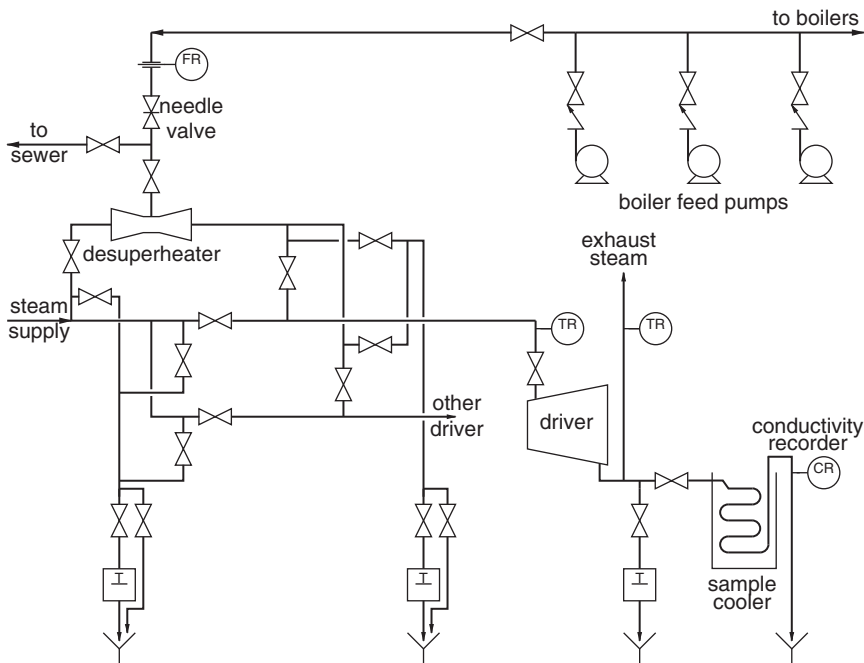 to boilers
FR
needle
valve
to
sewer
boiler feed pumps
desuperheater
exhaust
steam
steam
supply
TR
TR
other
driver
driver
conductivity
recorder
CR
sample
cooler